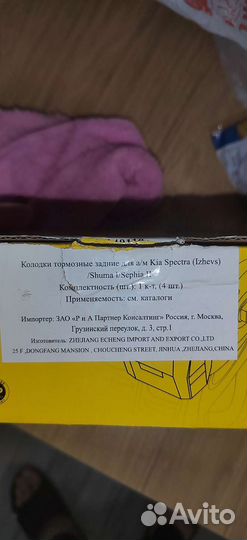 Колодки тормозные задние для а/м Kia Spectra (Izhevs)
/Shuma I/Sephia II
Комплектность (шт.): 1 к-т. (4 шт.)
Применяемость: см. каталоги
Импортер: ЗАО «Р и А Партнер Консалтинг» Россия, г. Москва,
Грузинский переулок, д. 3, стр.1
Изготовитель: ZHEJIANG ECHENG IMPORT AND EXPORT CO.,LTD
25 F ,DONGFANG MANSION , CHOUCHENG STREET, JINHUA ,ZHEJIANG,CHINA
Avito